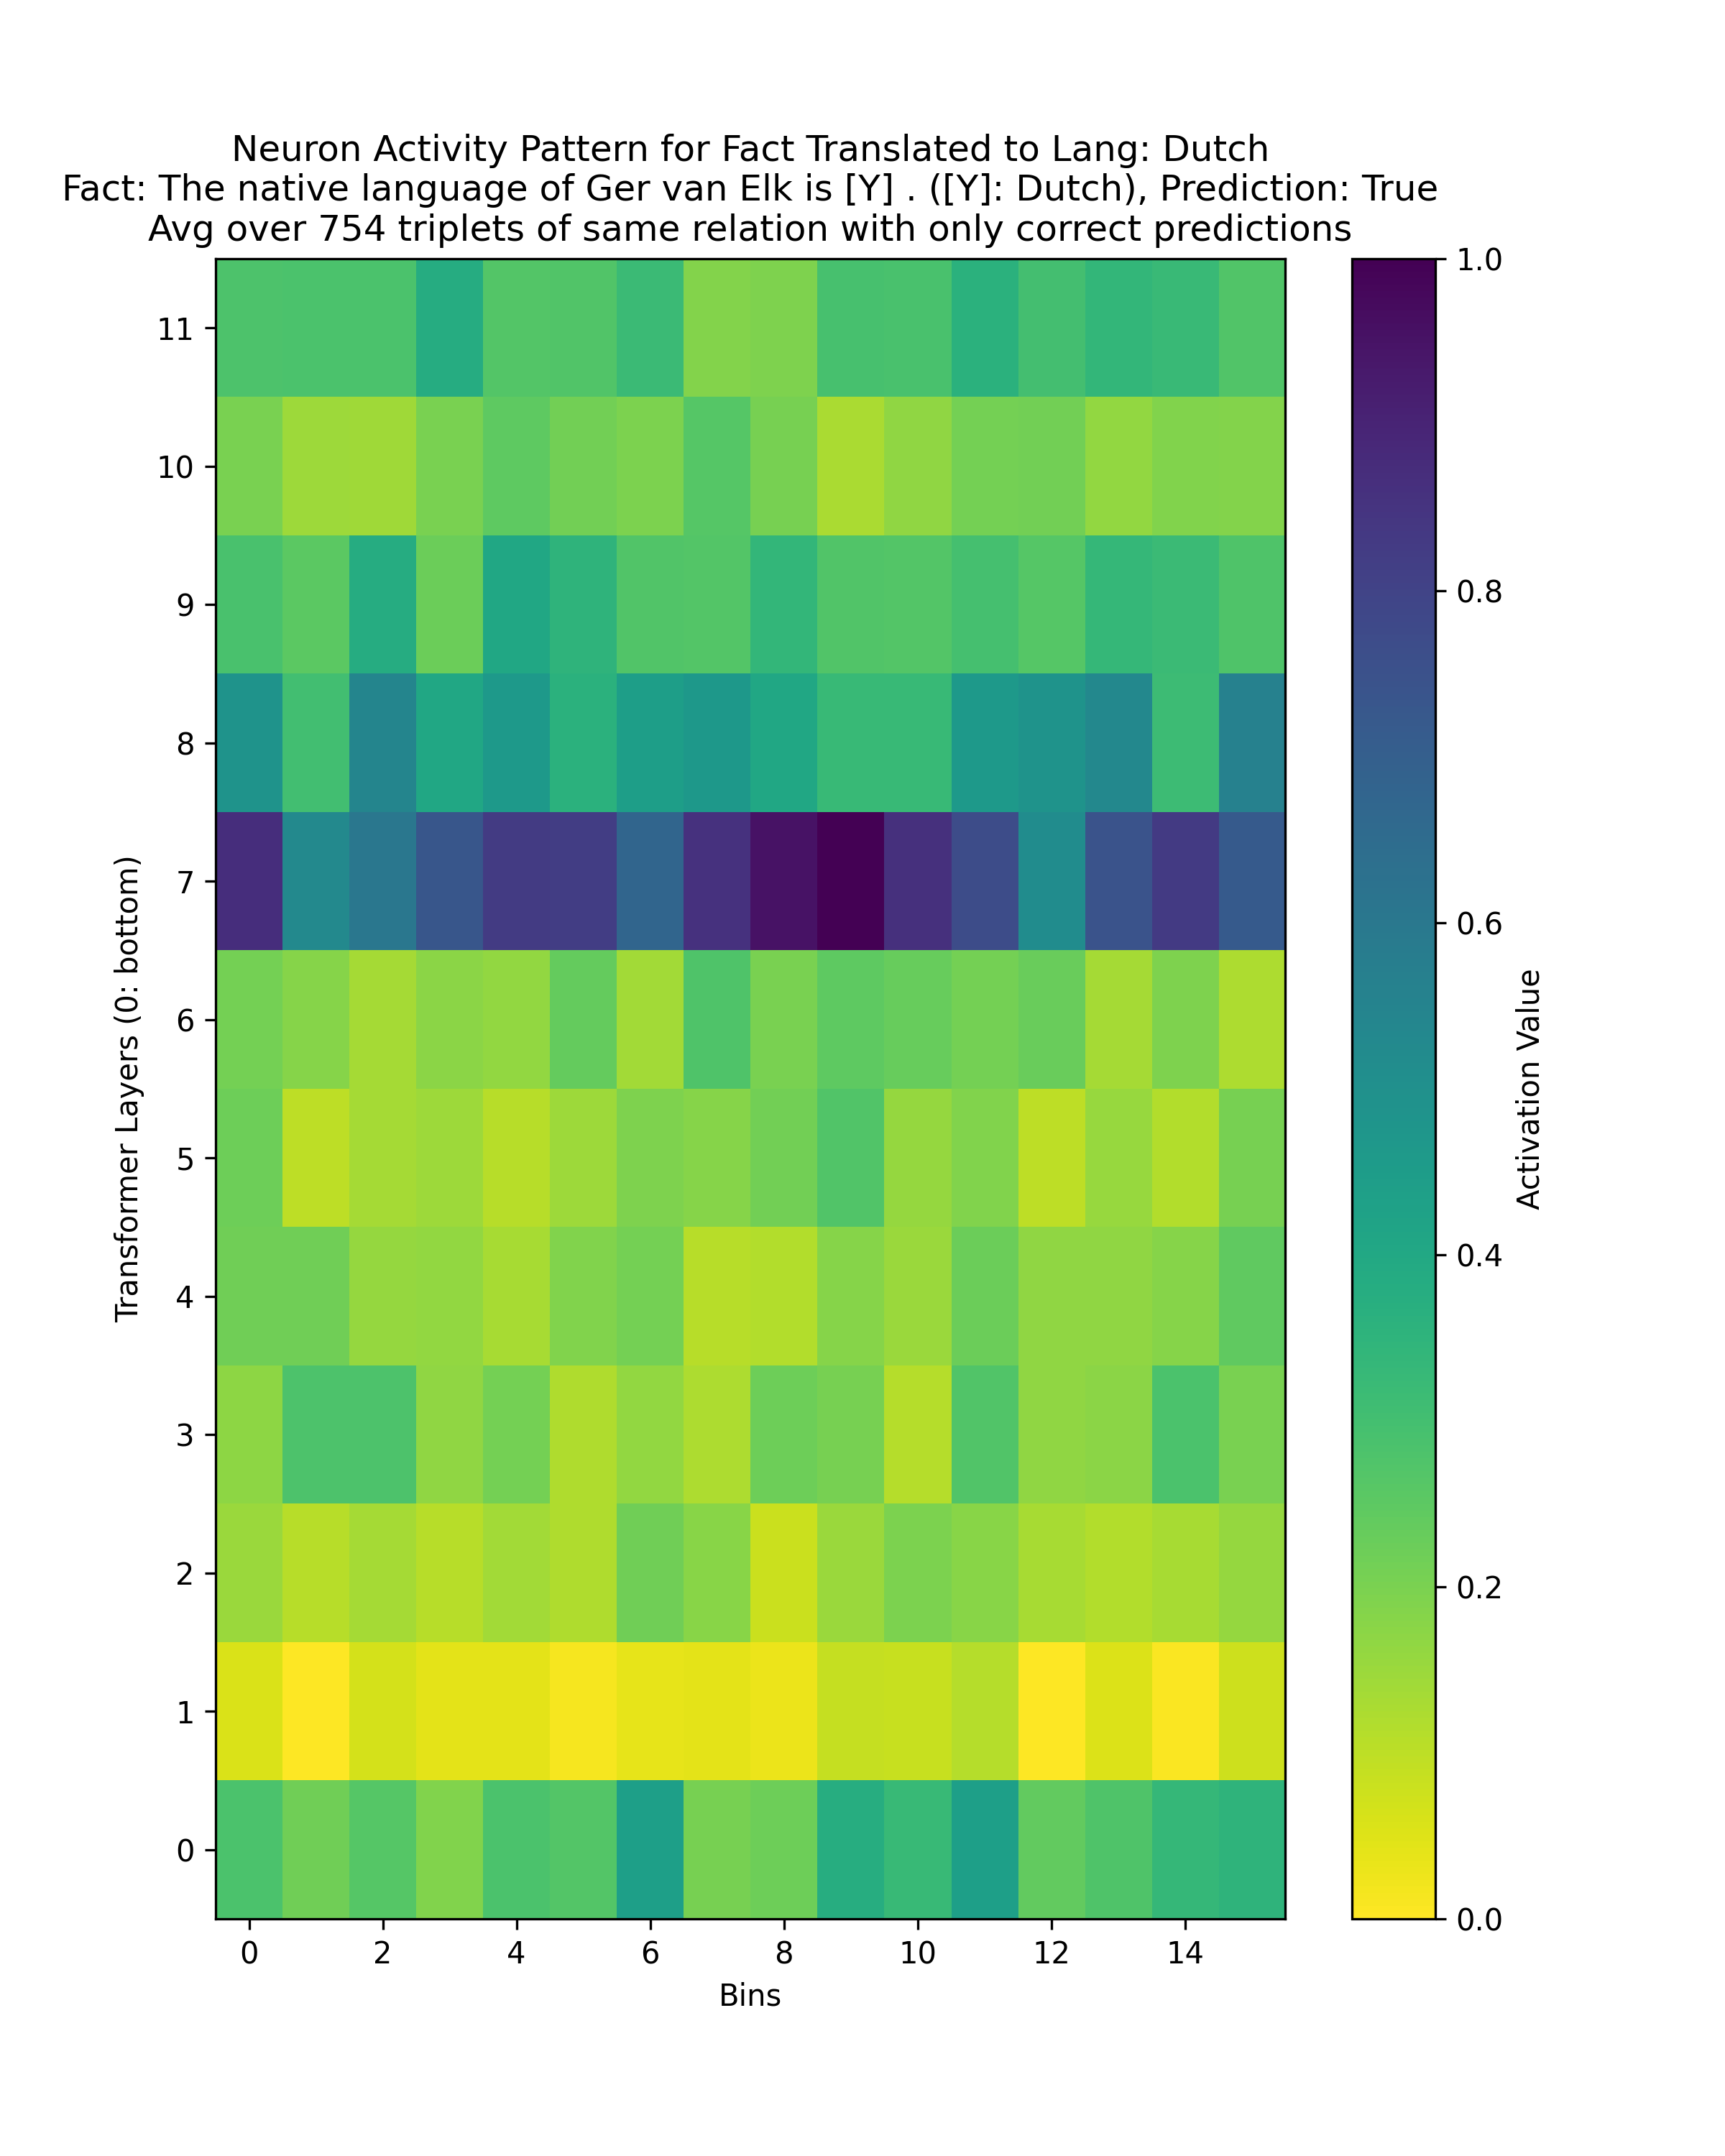 Neuron Activity Pattern for Fact Translated to Lang: Dutch
Fact: The native language of Ger van Elk is [Y] . ([Y]: Dutch), Prediction: True
Avg over 754 triplets of same relation with only correct predictions
Transformer Layers (0: bottom)
11
10
9
8
7
6
5
4
3
2
1
0
0 2 4 6 8 10 12 14
Bins
1.0
0.8
0.6
0.4
0.2
0.0
Activation Value